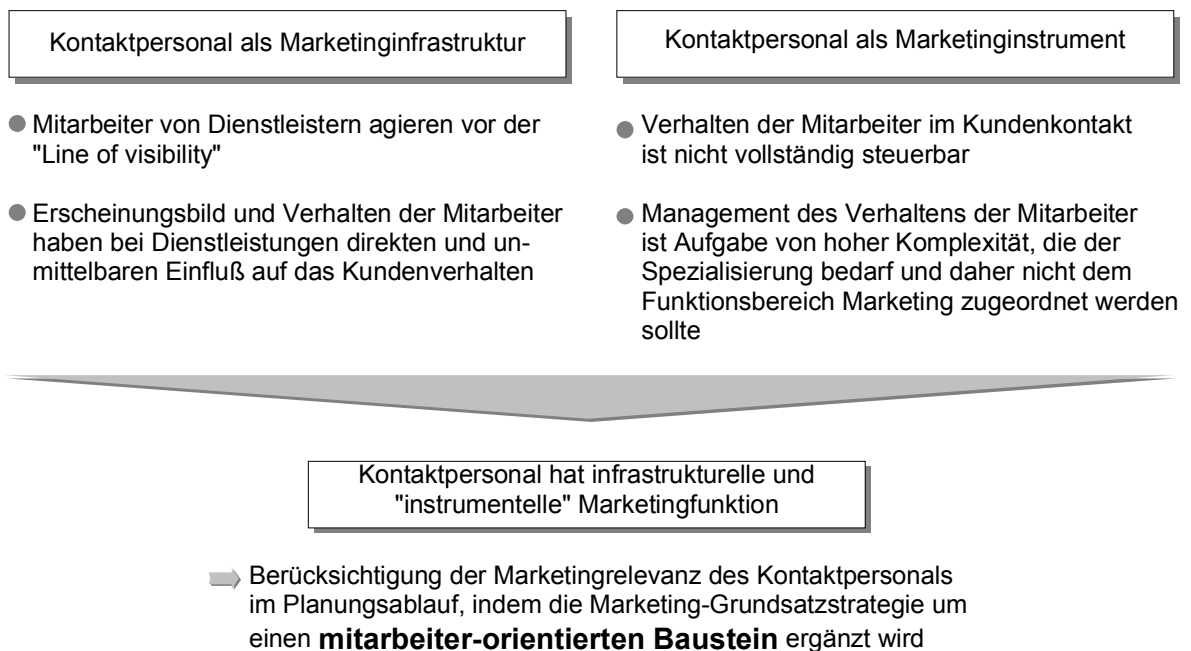 Kontaktpersonal als Marketinginfrastruktur
Mitarbeiter von Dienstleistern agieren vor der
"Line of visibility"
Erscheinungsbild und Verhalten der Mitarbeiter
haben bei Dienstleistungen direkten und un-
mittelbaren Einfluß auf das Kundenverhalten
Kontaktpersonal als Marketinginstrument
Verhalten der Mitarbeiter im Kundenkontakt
ist nicht vollständig steuerbar
Management des Verhaltens der Mitarbeiter
ist Aufgabe von hoher Komplexität, die der
Spezialisierung bedarf und daher nicht dem
Funktionsbereich Marketing zugeordnet werden
sollte
Kontaktpersonal hat infrastrukturelle und
"instrumentelle" Marketingfunktion
Berücksichtigung der Marketingrelevanz des Kontaktpersonals
im Planungsablauf, indem die Marketing-Grundsatzstrategie um
einen mitarbeiter-orientierten Baustein ergänzt wird